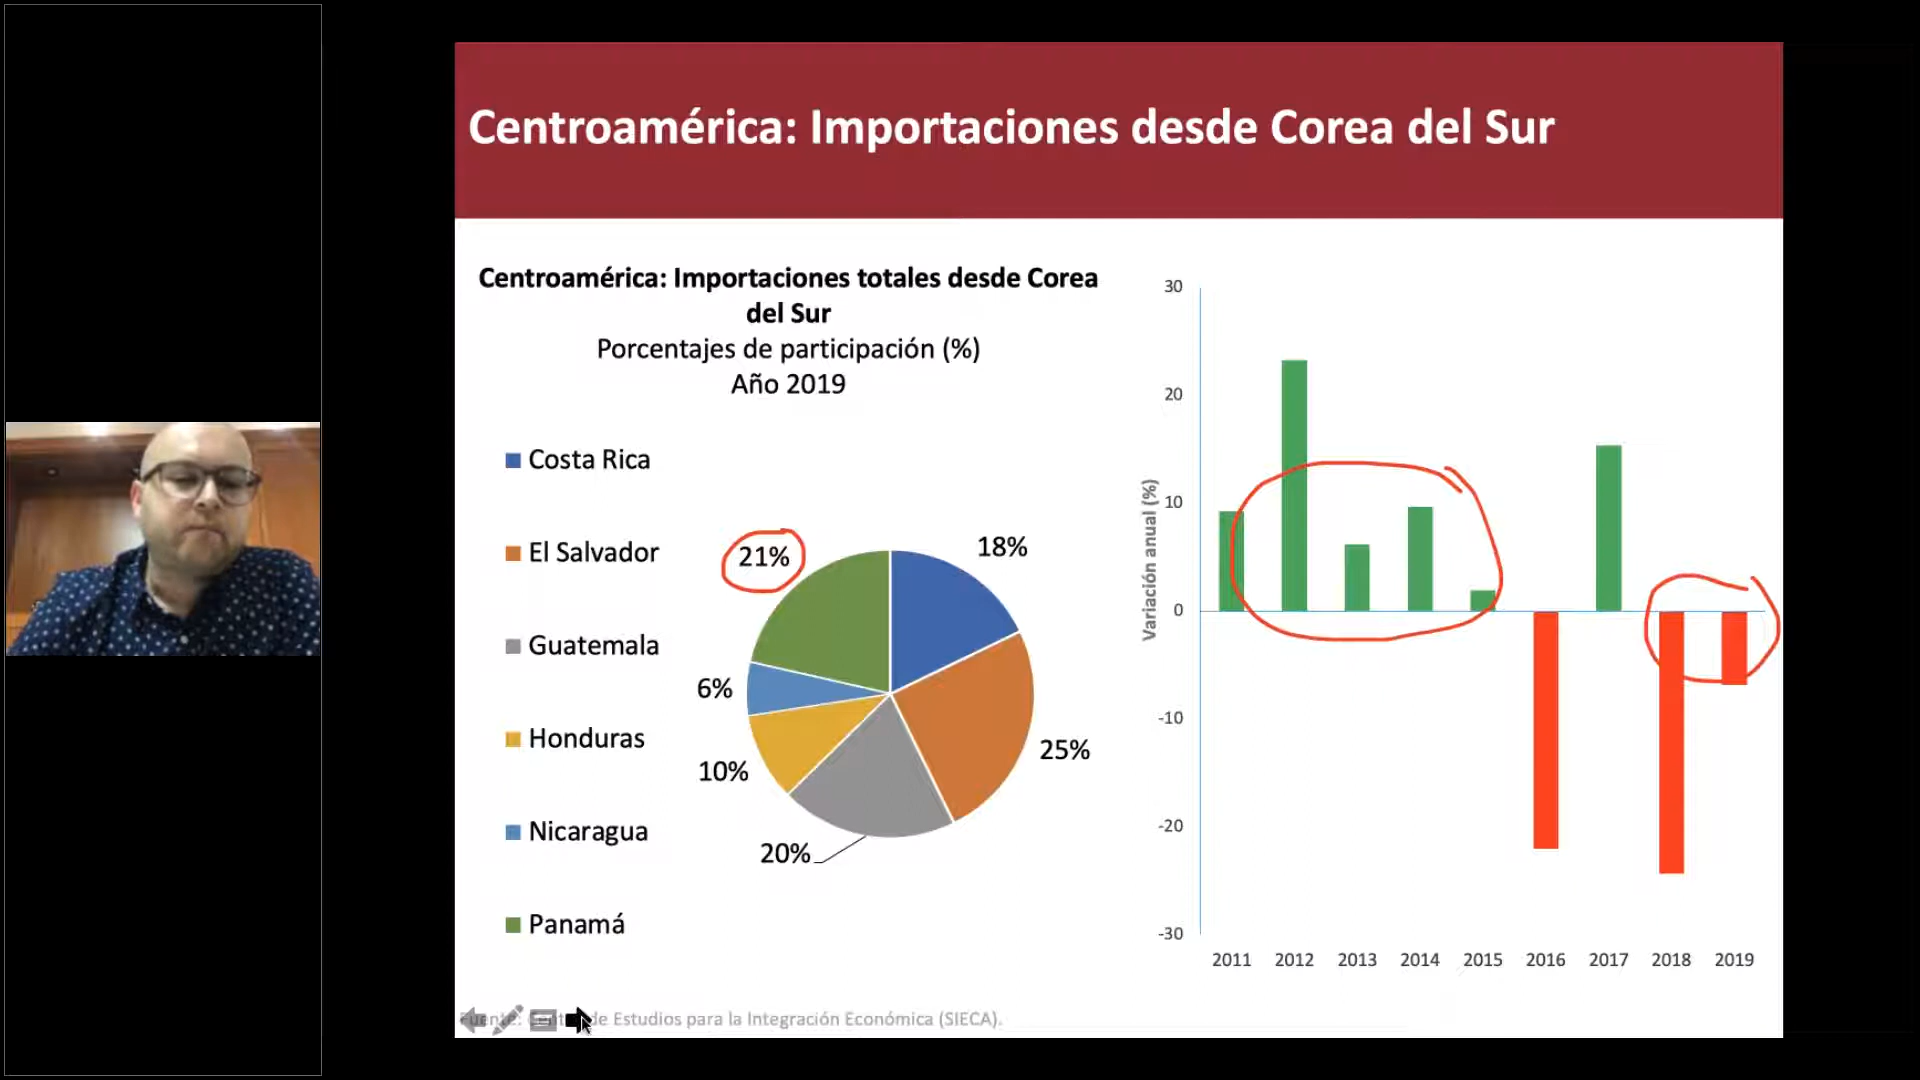 Centroamérica: Importaciones desde Corea del Sur
Centroamérica: Importaciones totales desde Corea
del Sur
Porcentajes de participación (%)
Año 2019
Costa Rica
El Salvador
Guatemala
Honduras
Nicaragua
Panamá
21%
18%
6%
25%
10%
20%
Variación anual (%)
30
20
10
0
-10
-20
-30
2011 2012 2013 2014 2015 2016 2017 2018 2019
de Estudios para la Integración Económica (SIECA).